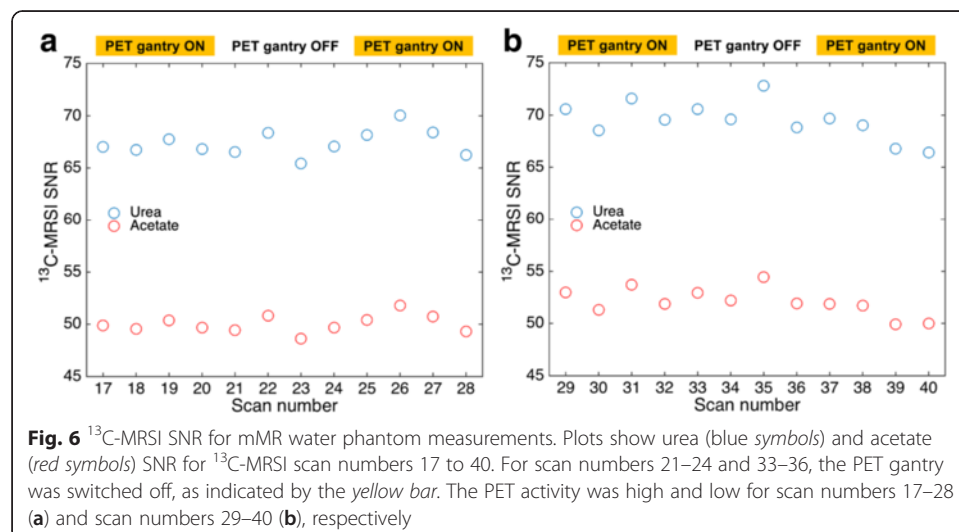 a
PET gantry ON PET gantry OFF PET gantry ON
75
70
65
60
55
50
45
¹³C-MRSI SNR
Urea
Acetate
17 18 19 20 21 22 23 24 25 26 27 28
Scan number
b
PET gantry ON PET gantry OFF PET gantry ON
75
70
65
60
55
50
45
¹³C-MRSI SNR
Urea
Acetate
29 30 31 32 33 34 35 36 37 38 39 40
Scan number
Fig. 6 ¹³C-MRSI SNR for mMR water phantom measurements. Plots show urea (blue symbols) and acetate
(red symbols) SNR for ¹³C-MRSI scan numbers 17 to 40. For scan numbers 21–24 and 33–36, the PET gantry
was switched off, as indicated by the yellow bar. The PET activity was high and low for scan numbers 17–28
(a) and scan numbers 29–40 (b), respectively